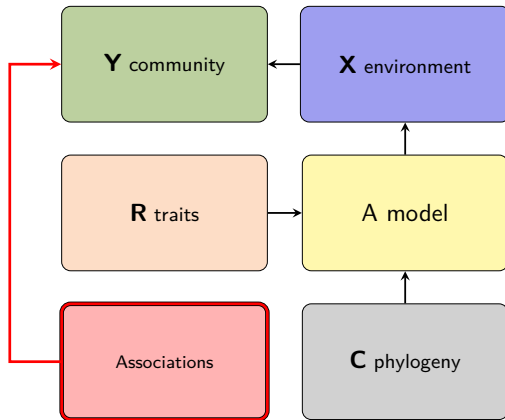 Y community
X environment
R traits
A model
Associations
C phylogeny